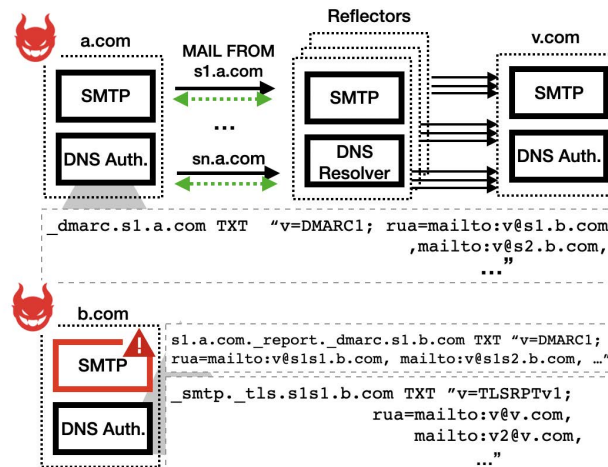 Reflectors
a.com
MAIL FROM
v.com
s1.a.com
SMTP
SMTP
SMTP
...
DNS Auth.
sn.a.com
DNS
Resolver
DNS Auth.
_dmarc.s1.a.com TXT “v=DMARC1; rua=mailto:v@s1.b.com
,mailto:v@s2.b.com,
…”
b.com
!
SMTP
DNS Auth.
s1.a.com._report._dmarc.s1.b.com TXT “v=DMARC1;
rua=mailto:v@s1s1.b.com, mailto:v@s1s2.b.com, …”
_smtp._tls.s1s1.b.com TXT ”v=TLSRPTv1;
rua=mailto:v@v.com,
mailto:v2@v.com,
…”